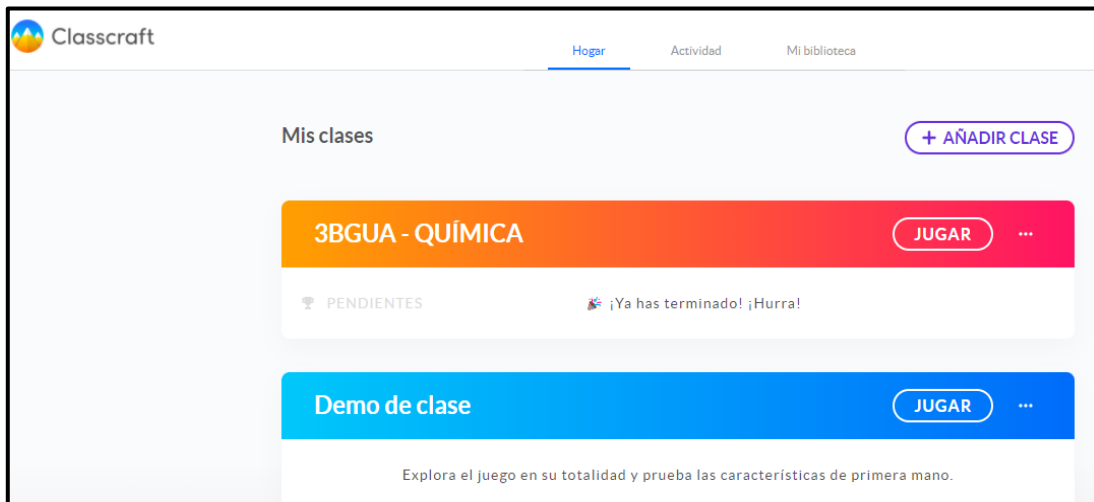 Classcraft
Hogar Actividad Mi biblioteca
Mis clases
+ AÑADIR CLASE
3BGUA - QUÍMICA
JUGAR ...
PENDIENTES
🎉 ¡Ya has terminado! ¡Hurra!
Demo de clase
JUGAR ...
Explora el juego en su totalidad y prueba las características de primera mano.